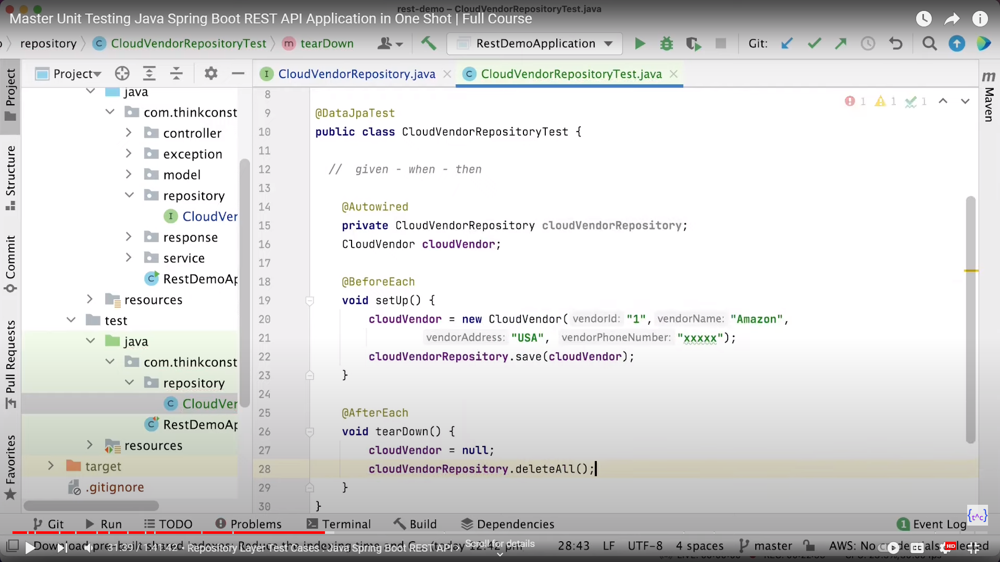 rest-demo – CloudVendorRepositoryTest.java
Master Unit Testing Java Spring Boot REST API Application in One Shot | Full Course
repository CloudVendorRepositoryTest m tearDown RestDemoApplication Git:
Project CloudVendorRepository.java CloudVendorRepositoryTest.java
Project
Structure
Commit
Pull Requests
Favorites
java
com.thinkconst
controller
exception
model
repository
CloudVer
response
service
RestDemoAp
resources
test
java
com.thinkconst
repository
CloudVer
RestDemoAp
resources
target
.gitignore
1 1 1
m Maven
8
9 @DataJpaTest
10 public class CloudVendorRepositoryTest {
11
12 // given - when - then
13
14 @Autowired
15 private CloudVendorRepository cloudVendorRepository;
16 CloudVendor cloudVendor;
17
18 @BeforeEach
19 void setUp() {
20 cloudVendor = new CloudVendor( vendorId: "1", vendorName: "Amazon",
21 vendorAddress: "USA", vendorPhoneNumber: "xxxxx");
22 cloudVendorRepository.save(cloudVendor);
23 }
24
25 @AfterEach
26 void tearDown() {
27 cloudVendor = null;
28 cloudVendorRepository.deleteAll();
29 }
30 }
{t^c}
Git Run TODO Problems Terminal Build Dependencies 1 Event Log
Download pre-built shared indexes: Reduce the indexing time and (today 12:42 pm 28:43 LF UTF-8 4 spaces master AWS: No credentials selected
31:39 / 1:41:42 • Repository Layer Test Cases : Java Spring Boot REST API
Scroll for details
CC HD